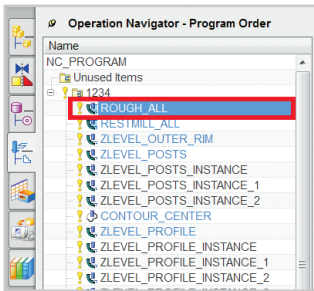 Operation Navigator - Program Order
Name
NC_PROGRAM
Unused Items
1234
ROUGH_ALL
RESTMILL_ALL
ZLEVEL_OUTER_RIM
ZLEVEL_POSTS
ZLEVEL_POSTS_INSTANCE
ZLEVEL_POSTS_INSTANCE_1
ZLEVEL_POSTS_INSTANCE_2
CONTOUR_CENTER
ZLEVEL_PROFILE
ZLEVEL_PROFILE_INSTANCE
ZLEVEL_PROFILE_INSTANCE_1
ZLEVEL_PROFILE_INSTANCE_2